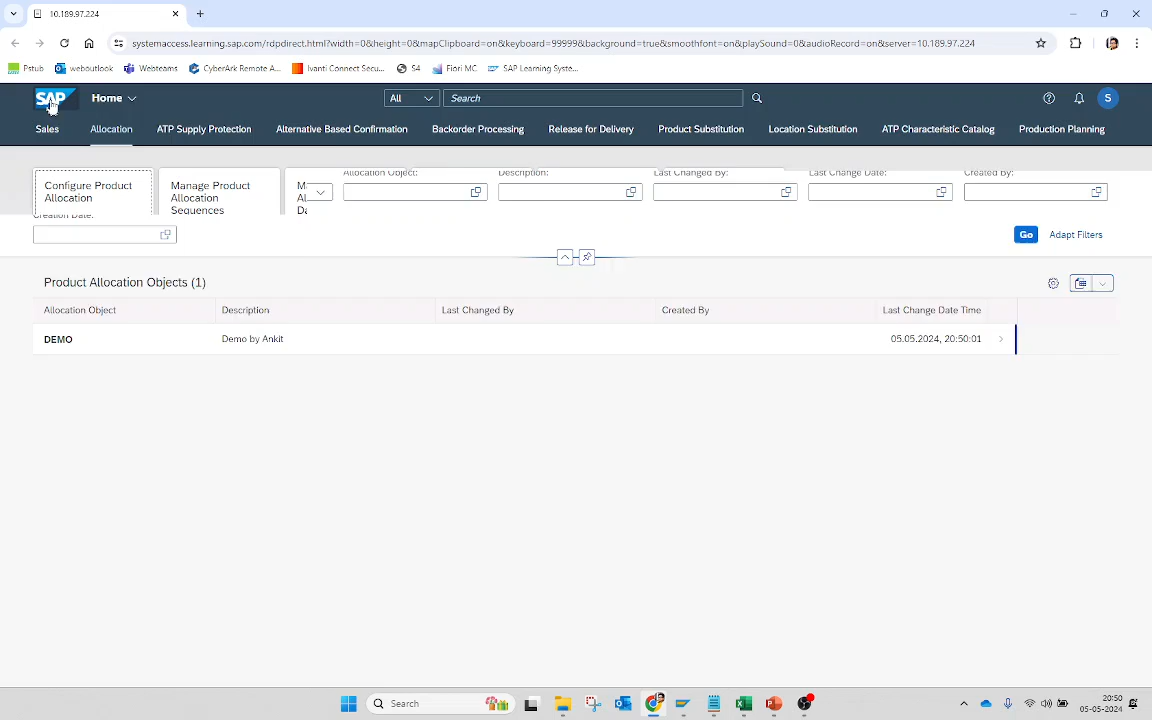 10.189.97.224
systemaccess.learning.sap.com/rdpdirect.html?width=0&height=0&mapClipboard=on&keyboard=99999&background=true&smoothfont=on&playSound=0&audioRecord=on&server=10.189.97.224
Pstub weboutlook Webteams CyberArk Remote A... Ivanti Connect Secu... S4 Fiori MC SAP Learning Syste...
SAP Home All Search S
Sales Allocation ATP Supply Protection Alternative Based Confirmation Backorder Processing Release for Delivery Product Substitution Location Substitution ATP Characteristic Catalog Production Planning
Allocation Object: Description: Last Changed By: Last Change Date: Created By:
Configure Product Allocation
Manage Product Allocation Sequences
Creation Date:
Go Adapt Filters
Product Allocation Objects (1)
Allocation Object Description Last Changed By Created By Last Change Date Time
DEMO Demo by Ankit 05.05.2024, 20:50:01
Search
20:50
05-05-2024